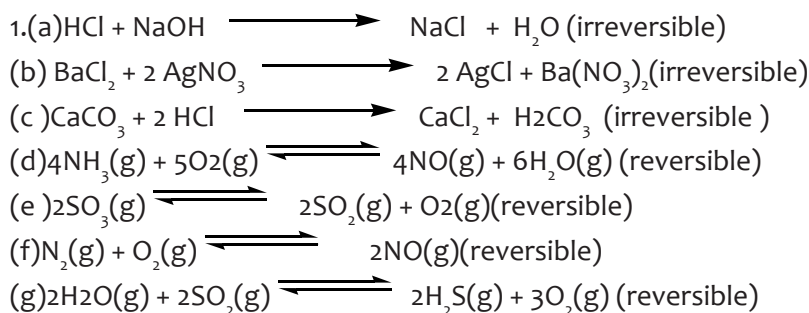 1.(a)HCl + NaOH ⟶ NaCl + H₂O (irreversible)
(b) BaCl₂ + 2 AgNO₃ ⟶ 2 AgCl + Ba(NO₃)₂(irreversible)
(c )CaCO₃ + 2 HCl ⟶ CaCl₂ + H2CO₃ (irreversible )
(d)4NH₃(g) + 5O2(g) ⇌ 4NO(g) + 6H₂O(g) (reversible)
(e )2SO₃(g) ⇌ 2SO₂(g) + O2(g)(reversible)
(f)N₂(g) + O₂(g) ⇌ 2NO(g)(reversible)
(g)2H2O(g) + 2SO₂(g) ⇌ 2H₂S(g) + 3O₂(g) (reversible)